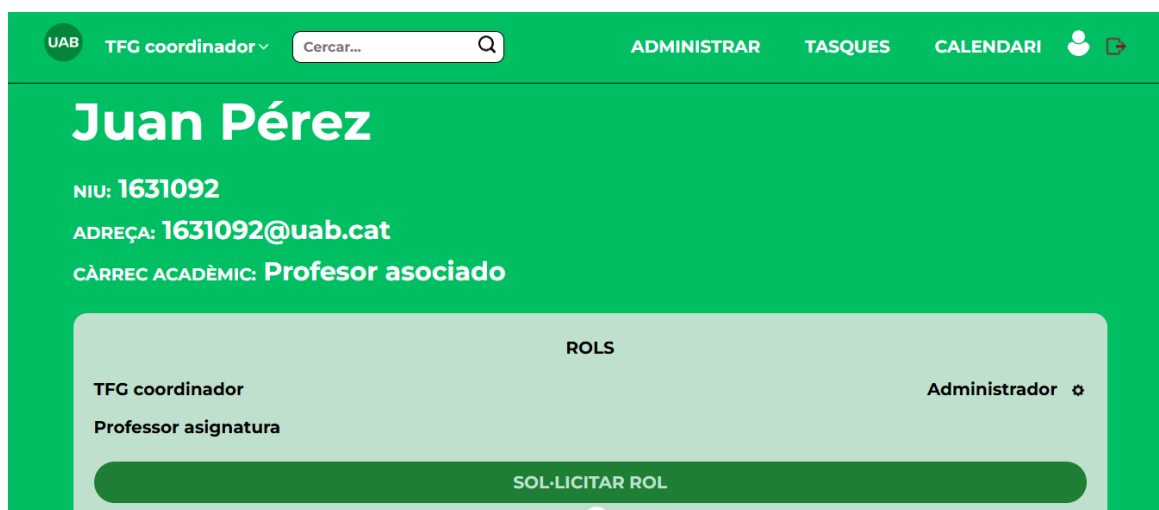 UAB TFG coordinador Cercar... ADMINISTRAR TASQUES CALENDARI
Juan Pérez
NIU: 1631092
ADREÇA: 1631092@uab.cat
CÀRREC ACADÈMIC: Profesor asociado
ROLS
TFG coordinador Administrador
Professor asignatura
SOL·LICITAR ROL